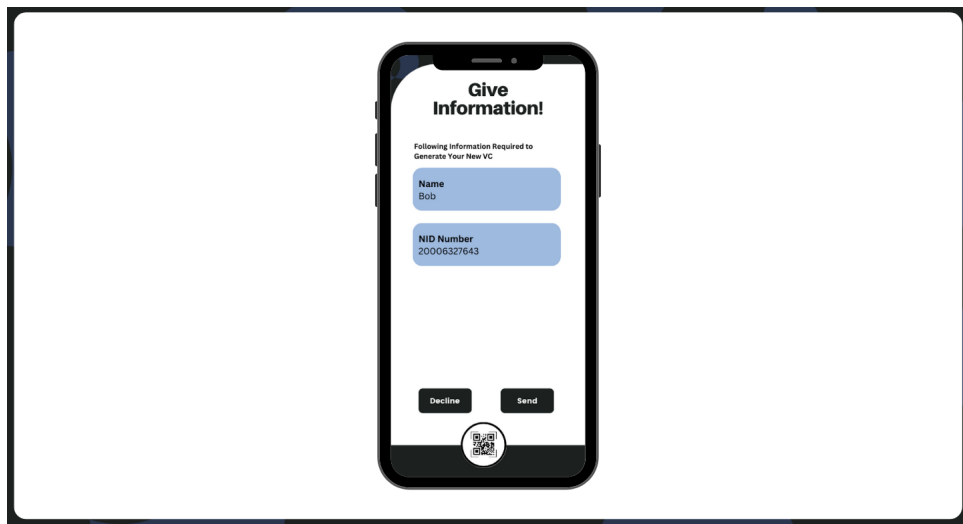 Give
Information!
Following Information Required to
Generate Your New VC
Name
Bob
NID Number
20006327643
Decline
Send